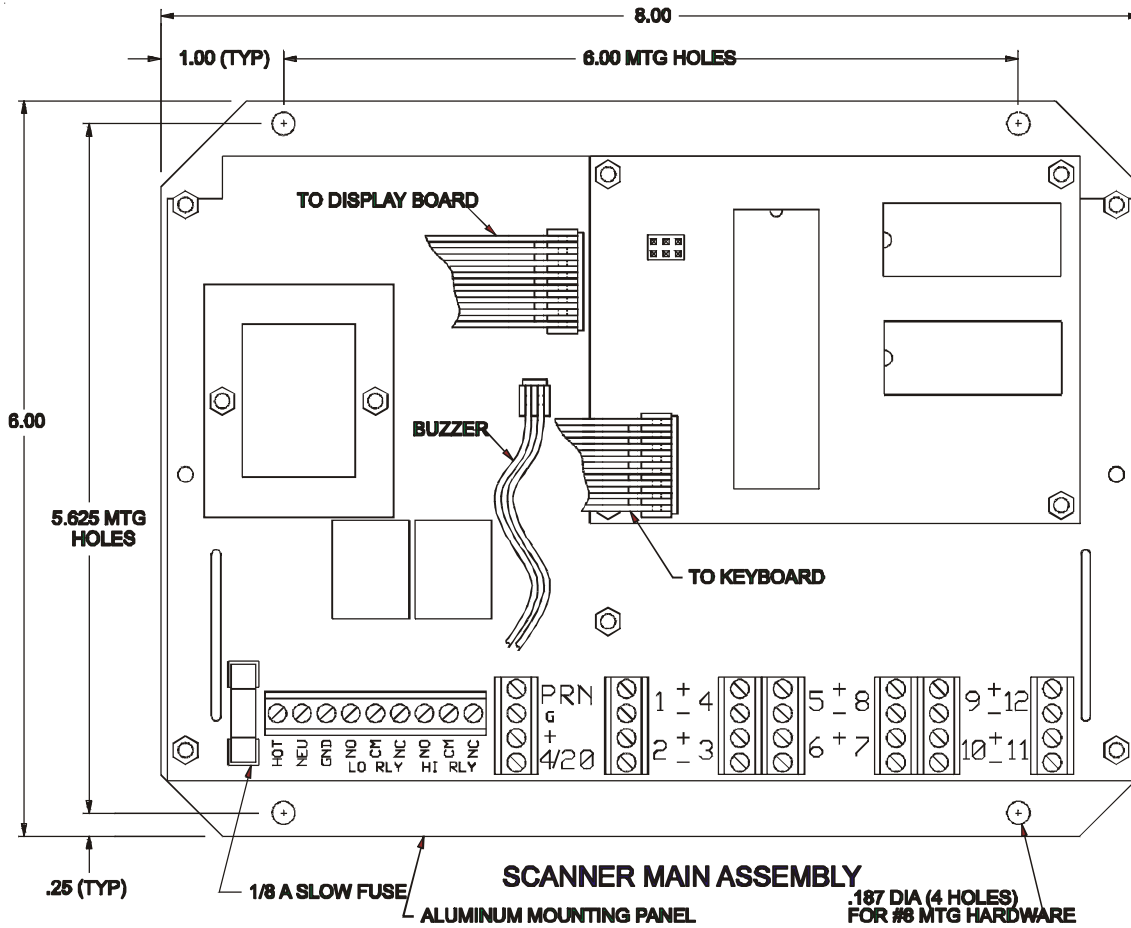 8.00
1.00 (TYP)
6.00 MTG HOLES
TO DISPLAY BOARD
6.00
BUZZER
5.625 MTG
HOLES
TO KEYBOARD
PRN
G
+
4/20
1 + 4
-
2 + 3
-
5 + 8
-
6 + 7
9 + 12
-
10 + 11
-
HOT
NEU
GND
NO
CM
NC
NO
CM
NC
LO RLY
HI RLY
.25 (TYP)
1/8 A SLOW FUSE
SCANNER MAIN ASSEMBLY
ALUMINUM MOUNTING PANEL
.187 DIA (4 HOLES)
FOR #8 MTG HARDWARE